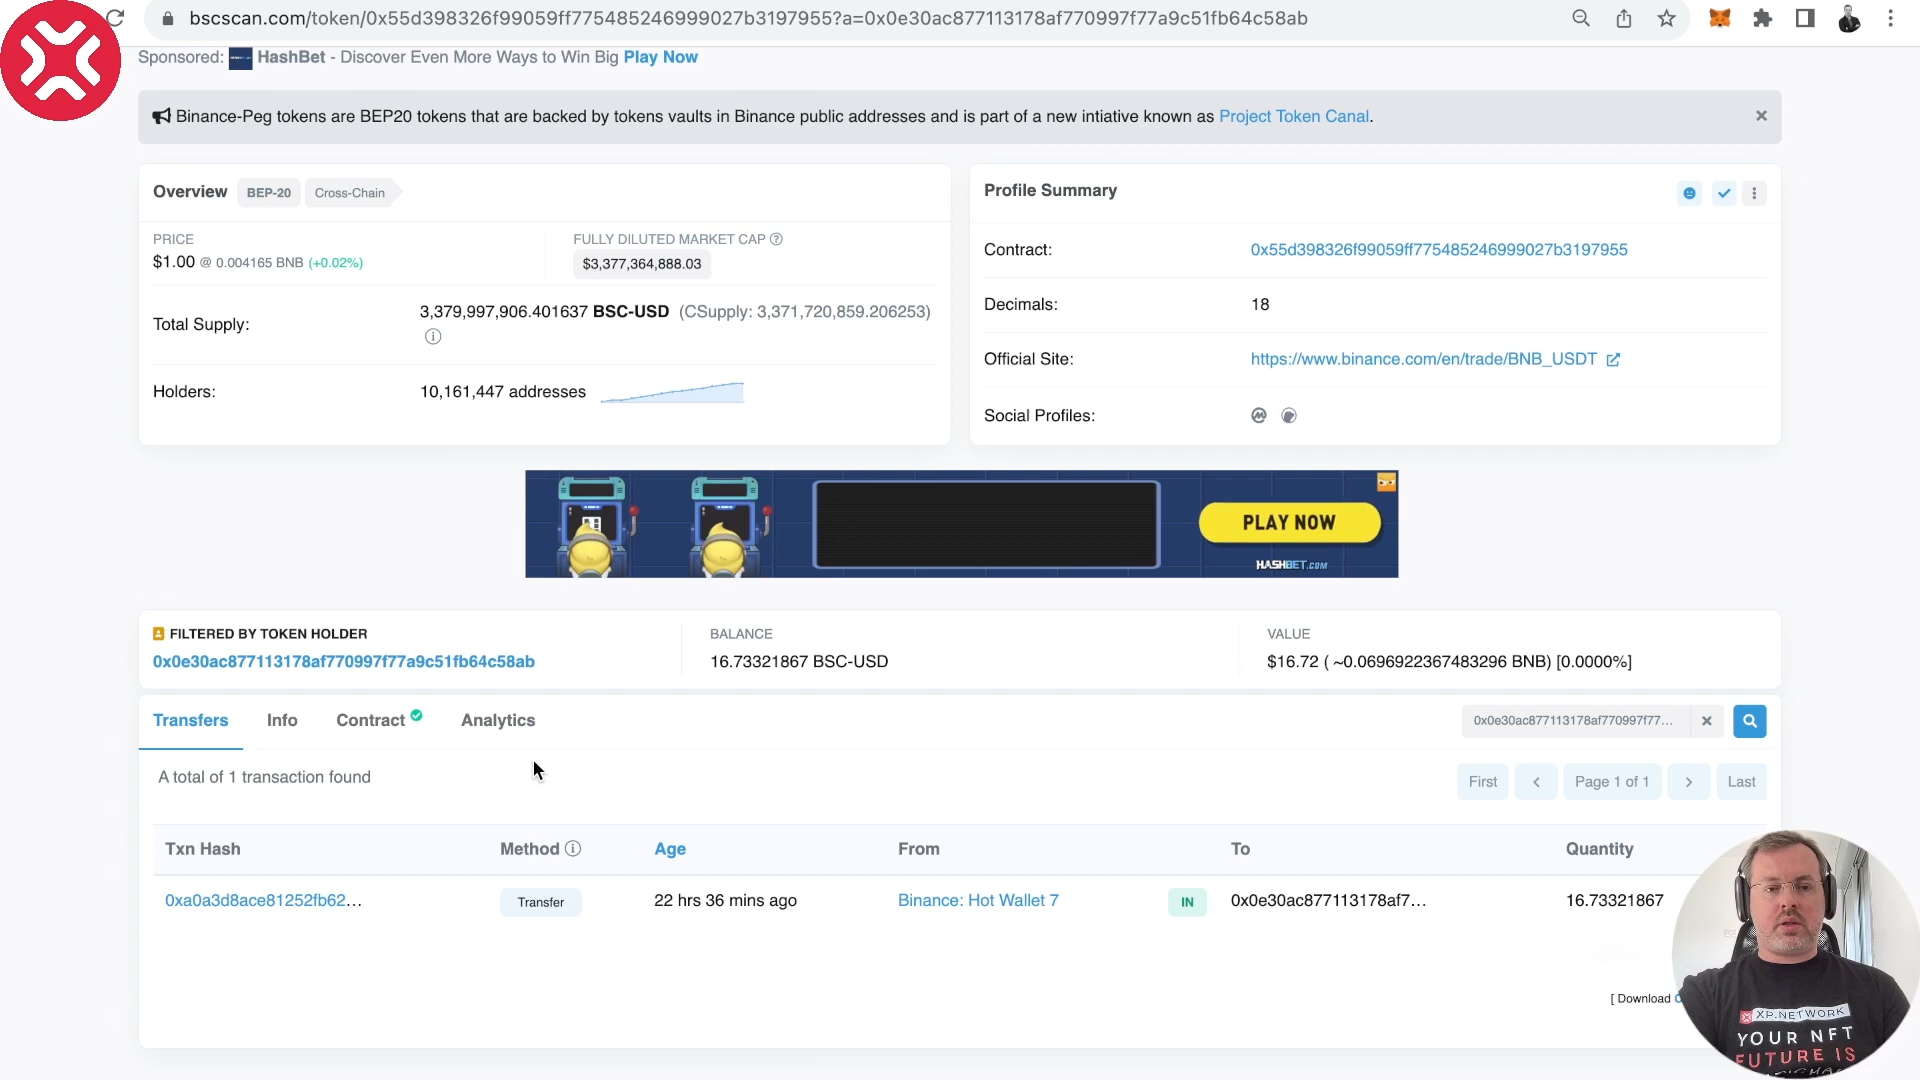 bscscan.com/token/0x55d398326f99059ff775485246999027b3197955?a=0x0e30ac877113178af770997f77a9c51fb64c58ab
Sponsored: HashBet - Discover Even More Ways to Win Big Play Now
Binance-Peg tokens are BEP20 tokens that are backed by tokens vaults in Binance public addresses and is part of a new intiative known as Project Token Canal.
Overview BEP-20 Cross-Chain
PRICE
$1.00 @ 0.004165 BNB (+0.02%)
FULLY DILUTED MARKET CAP
$3,377,364,888.03
Total Supply: 3,379,997,906.401637 BSC-USD (CSupply: 3,371,720,859.206253)
Holders: 10,161,447 addresses
Profile Summary
Contract: 0x55d398326f99059ff775485246999027b3197955
Decimals: 18
Official Site: https://www.binance.com/en/trade/BNB_USDT
Social Profiles:
PLAY NOW
HASHBET.COM
FILTERED BY TOKEN HOLDER
0x0e30ac877113178af770997f77a9c51fb64c58ab
BALANCE
16.73321867 BSC-USD
VALUE
$16.72 ( ~0.0696922367483296 BNB) [0.0000%]
Transfers Info Contract Analytics
0x0e30ac877113178af770997f77...
A total of 1 transaction found
First Page 1 of 1 Last
Txn Hash Method Age From To Quantity
0xa0a3d8ace81252fb62... Transfer 22 hrs 36 mins ago Binance: Hot Wallet 7 IN 0x0e30ac877113178af7... 16.73321867
[ Download
XP.NETWORK
YOUR NFT
FUTURE IS